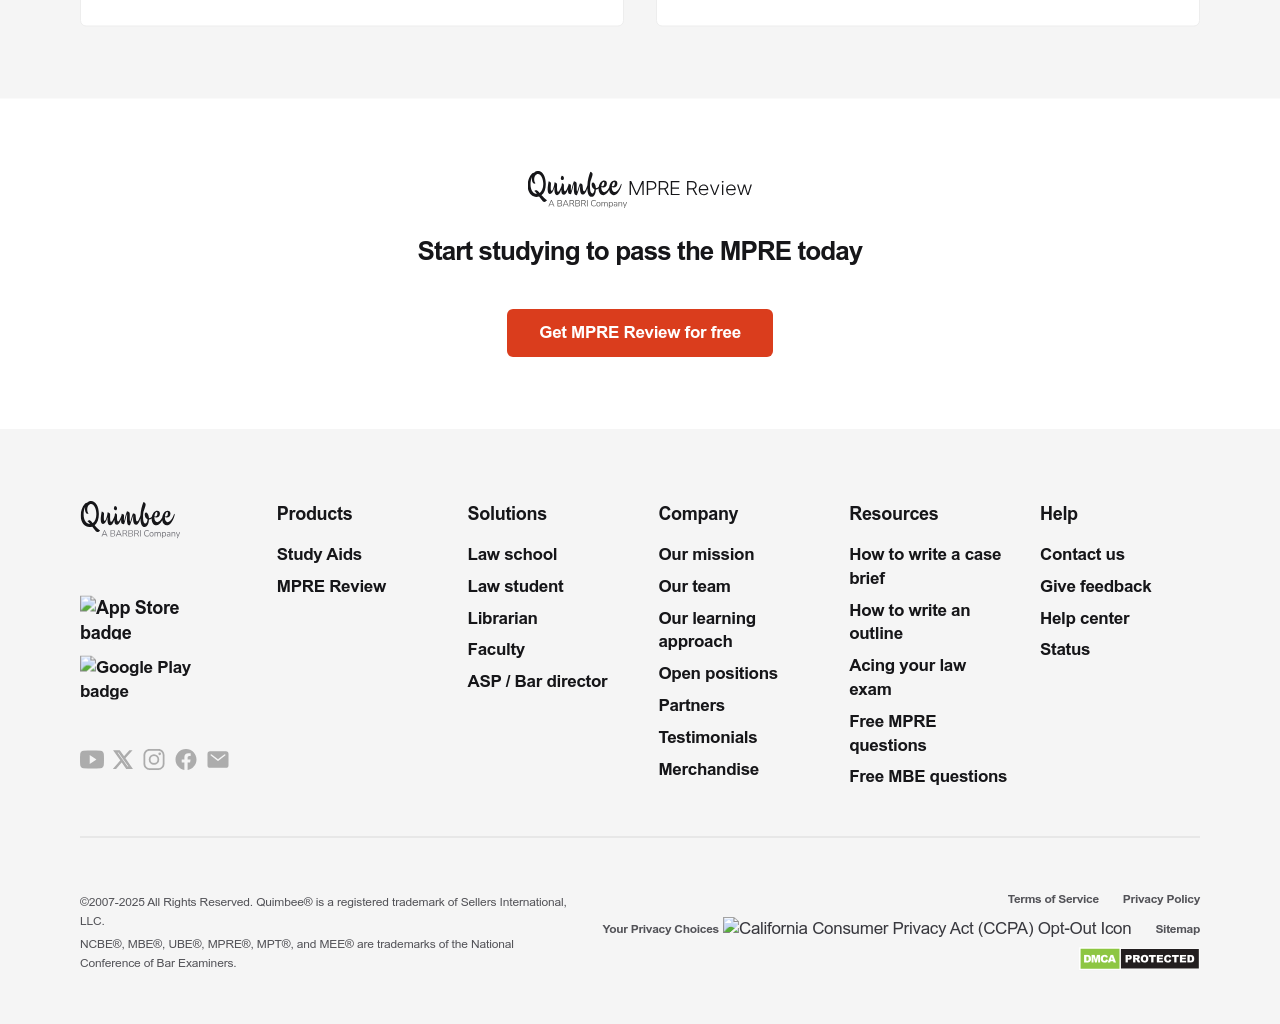 Quimbee MPRE Review
A BARBRI Company
Start studying to pass the MPRE today
Get MPRE Review for free
Quimbee
A BARBRI Company
App Store
badge
Google Play
badge
Products
Study Aids
MPRE Review
Solutions
Law school
Law student
Librarian
Faculty
ASP / Bar director
Company
Our mission
Our team
Our learning
approach
Open positions
Partners
Testimonials
Merchandise
Resources
How to write a case
brief
How to write an
outline
Acing your law
exam
Free MPRE
questions
Free MBE questions
Help
Contact us
Give feedback
Help center
Status
©2007-2025 All Rights Reserved. Quimbee® is a registered trademark of Sellers International,
LLC.
NCBE®, MBE®, UBE®, MPRE®, MPT®, and MEE® are trademarks of the National
Conference of Bar Examiners.
Terms of Service Privacy Policy
Your Privacy Choices California Consumer Privacy Act (CCPA) Opt-Out Icon Sitemap
DMCA PROTECTED